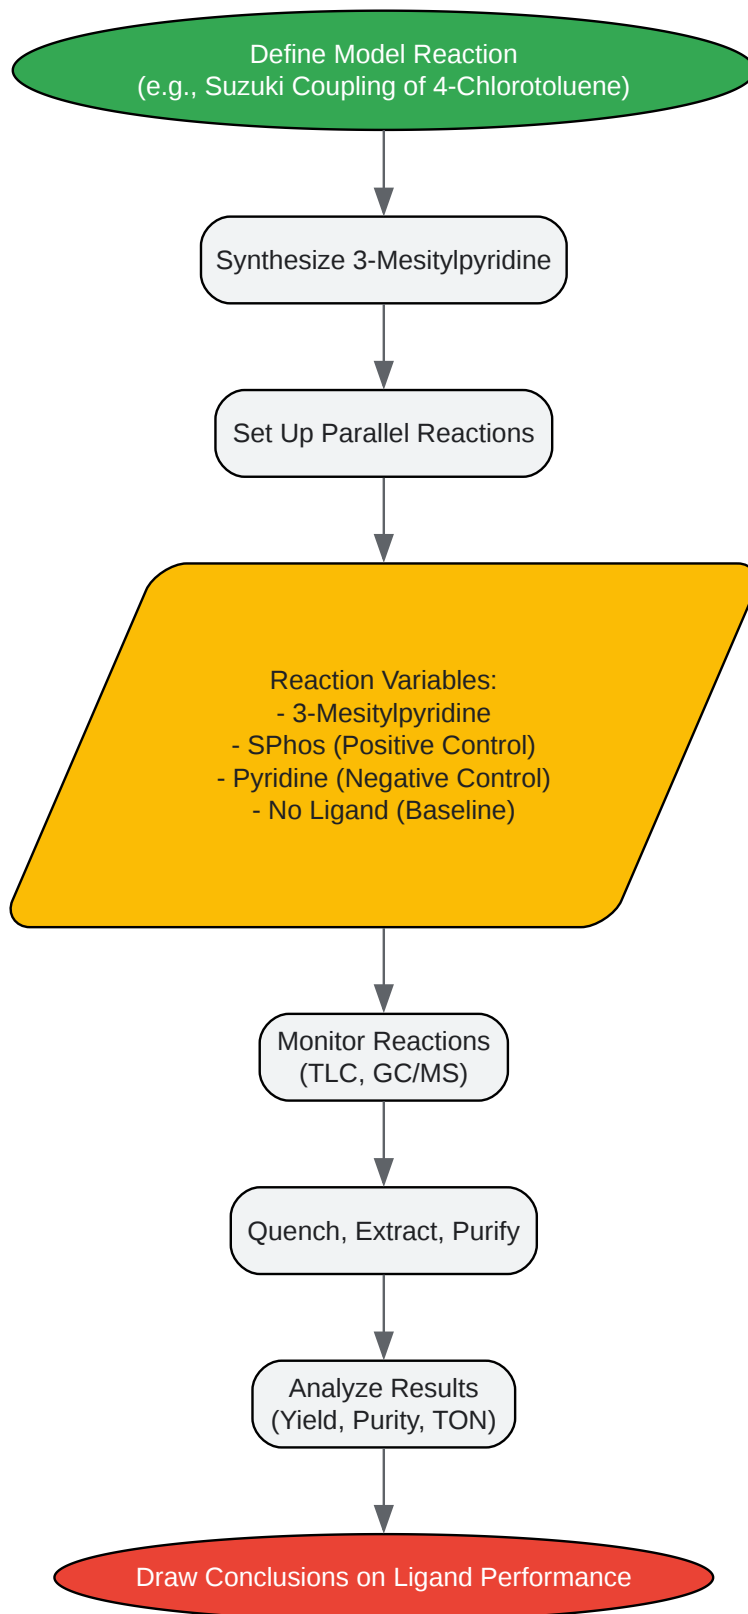 Define Model Reaction
(e.g., Suzuki Coupling of 4-Chlorotoluene)
Synthesize 3-Mesitylpyridine
Set Up Parallel Reactions
Reaction Variables:
- 3-Mesitylpyridine
- SPhos (Positive Control)
- Pyridine (Negative Control)
- No Ligand (Baseline)
Monitor Reactions
(TLC, GC/MS)
Quench, Extract, Purify
Analyze Results
(Yield, Purity, TON)
Draw Conclusions on Ligand Performance